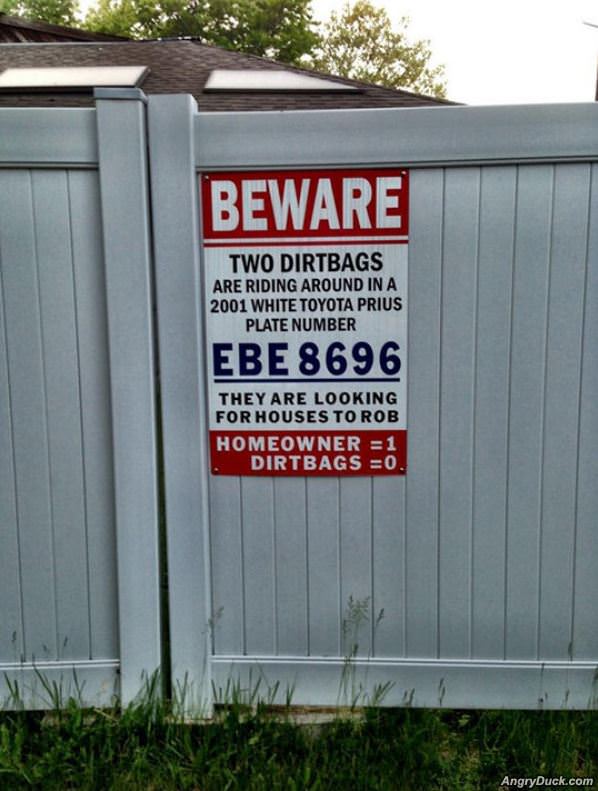 BEWARE
TWO DIRTBAGS
ARE RIDING AROUND IN A
2001 WHITE TOYOTA PRIUS
PLATE NUMBER
EBE 8696
THEY ARE LOOKING
FOR HOUSES TO ROB
HOMEOWNER =1
DIRTBAGS =0
AngryDuck.com